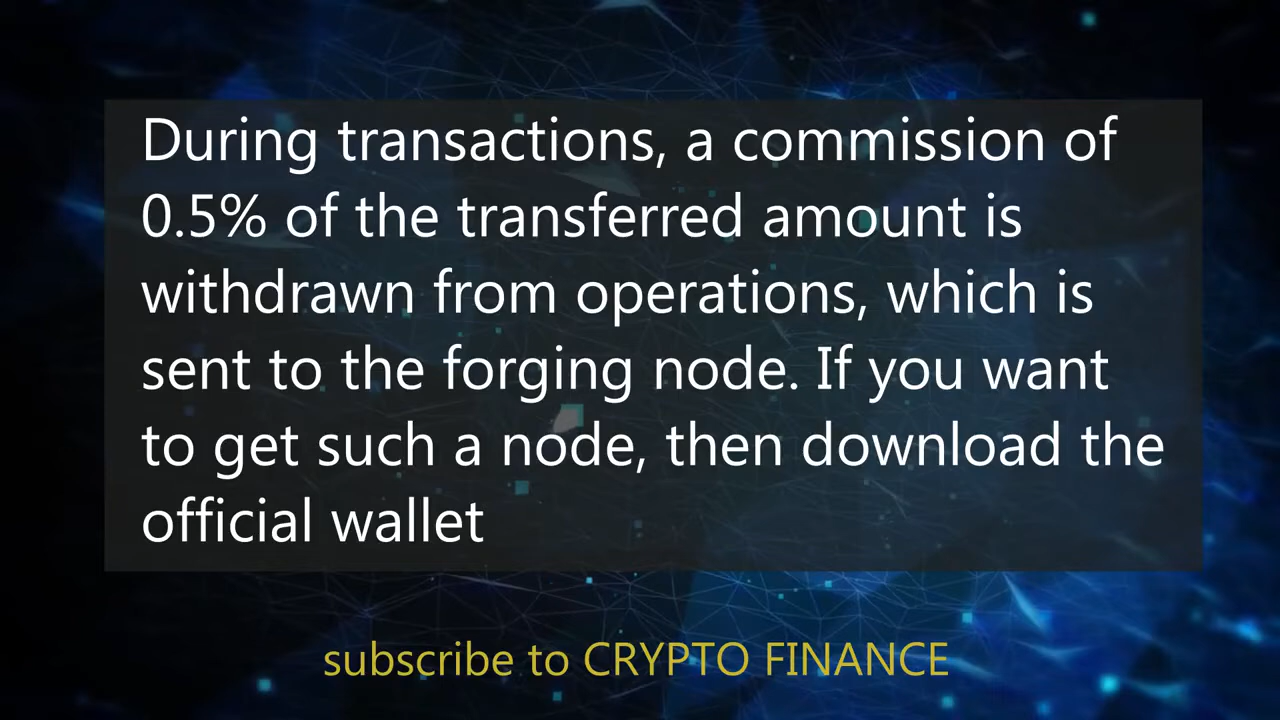 During transactions, a commission of
0.5% of the transferred amount is
withdrawn from operations, which is
sent to the forging node. If you want
to get such a node, then download the
official wallet
subscribe to CRYPTO FINANCE